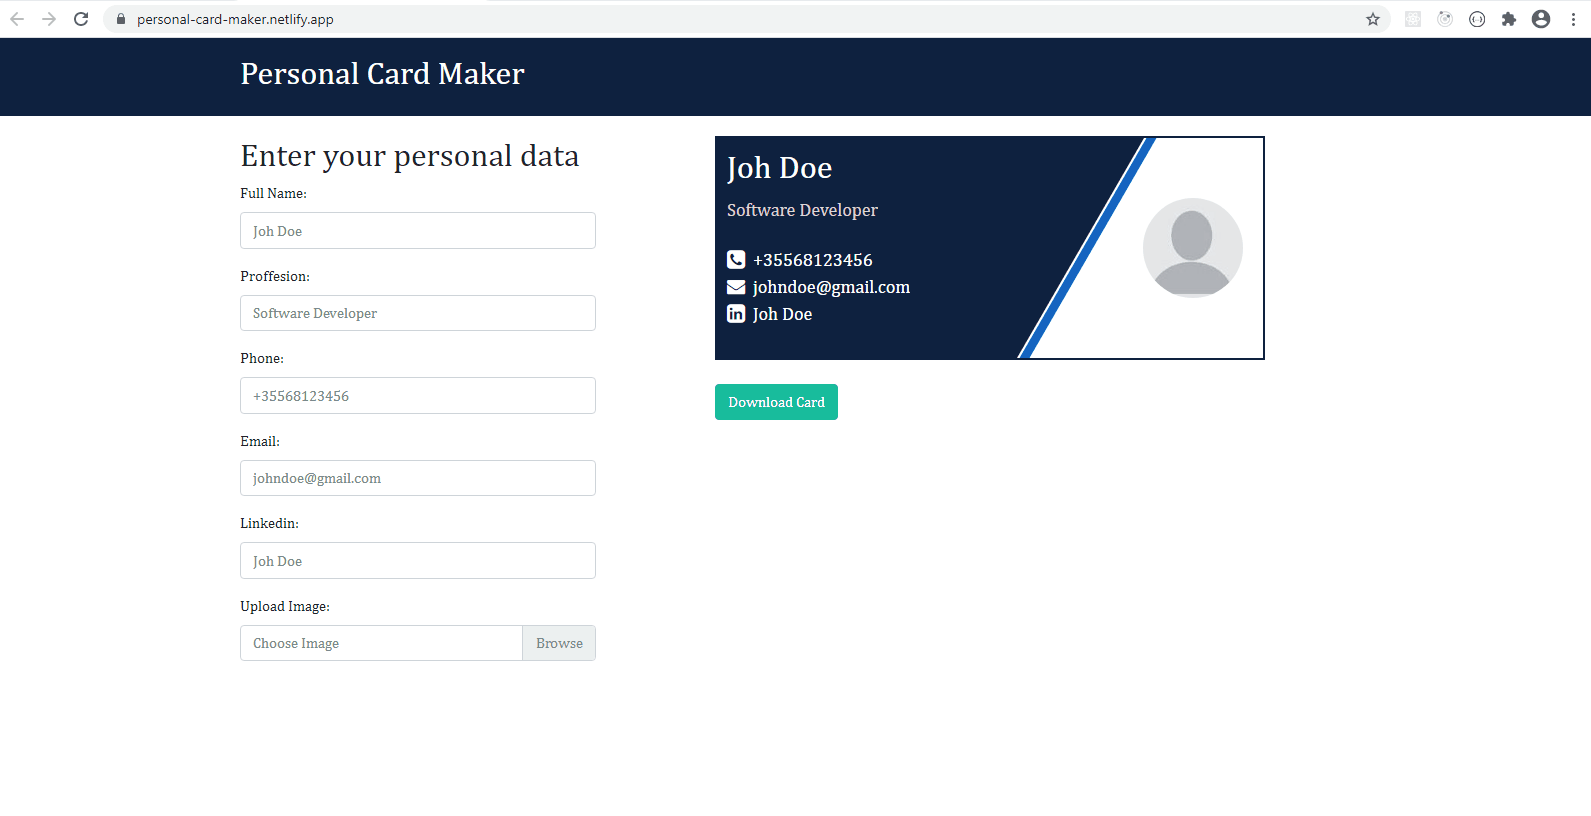 personal-card-maker.netlify.app
Personal Card Maker
Enter your personal data
Full Name:
Joh Doe
Proffesion:
Software Developer
Phone:
+35568123456
Email:
johndoe@gmail.com
Linkedin:
Joh Doe
Upload Image:
Choose Image Browse
Joh Doe
Software Developer
+35568123456
johndoe@gmail.com
in Joh Doe
Download Card